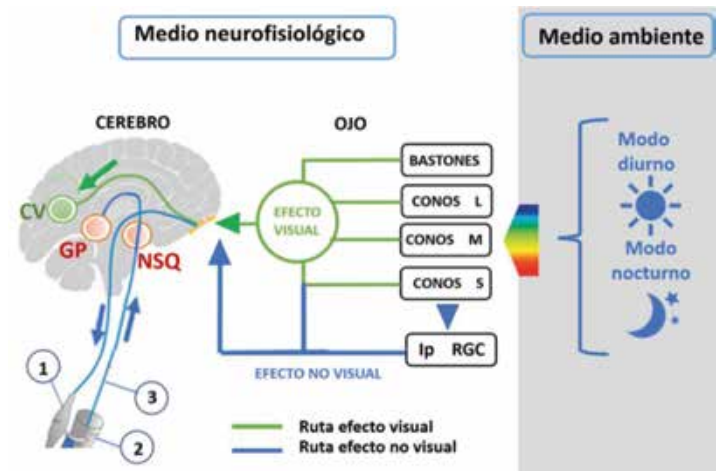 Medio neurofisiológico
Medio ambiente
CEREBRO
OJO
CV
GP
NSQ
EFECTO
VISUAL
BASTONES
CONOS L
CONOS M
CONOS S
Ip RGC
EFECTO NO VISUAL
Modo
diurno
Modo
nocturno
1
2
3
Ruta efecto visual
Ruta efecto no visual